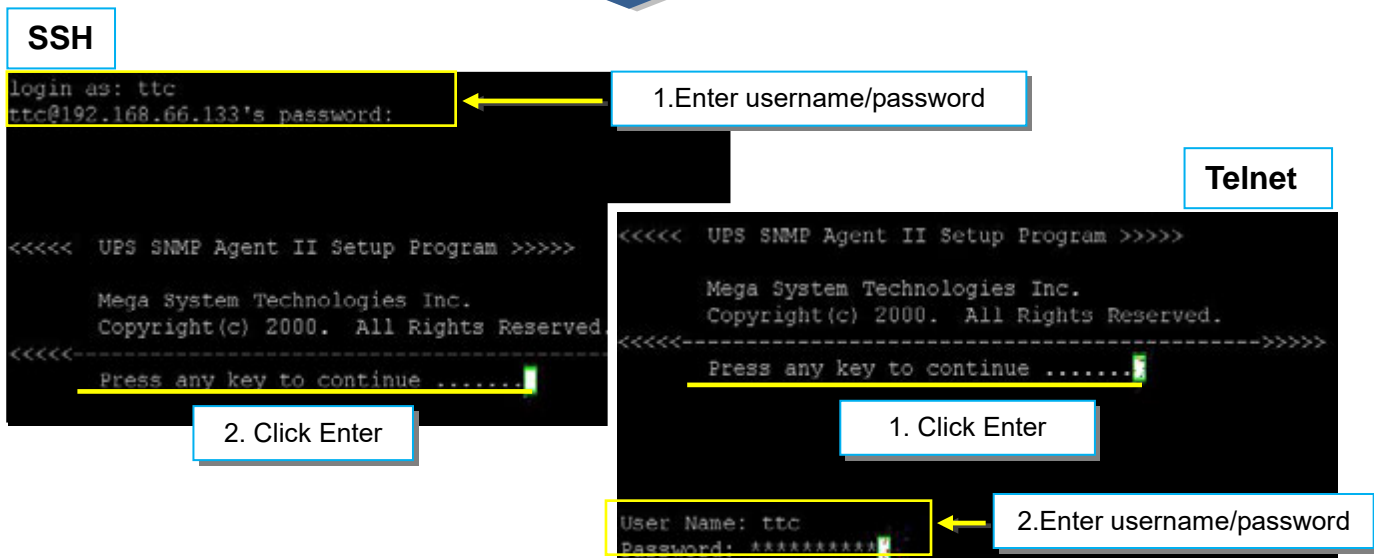 SSH
login as: ttc
ttc@192.168.66.133's password:
1.Enter username/password
<<<<< UPS SNMP Agent II Setup Program >>>>>
Mega System Technologies Inc.
Copyright(c) 2000. All Rights Reserved.
<<<<<--------------------------------------------
Press any key to continue .......
2. Click Enter
Telnet
<<<<< UPS SNMP Agent II Setup Program >>>>>
Mega System Technologies Inc.
Copyright(c) 2000. All Rights Reserved.
<<<<<-------------------------------------------------->>>>>
Press any key to continue .......
1. Click Enter
User Name: ttc
Password: **********
2.Enter username/password